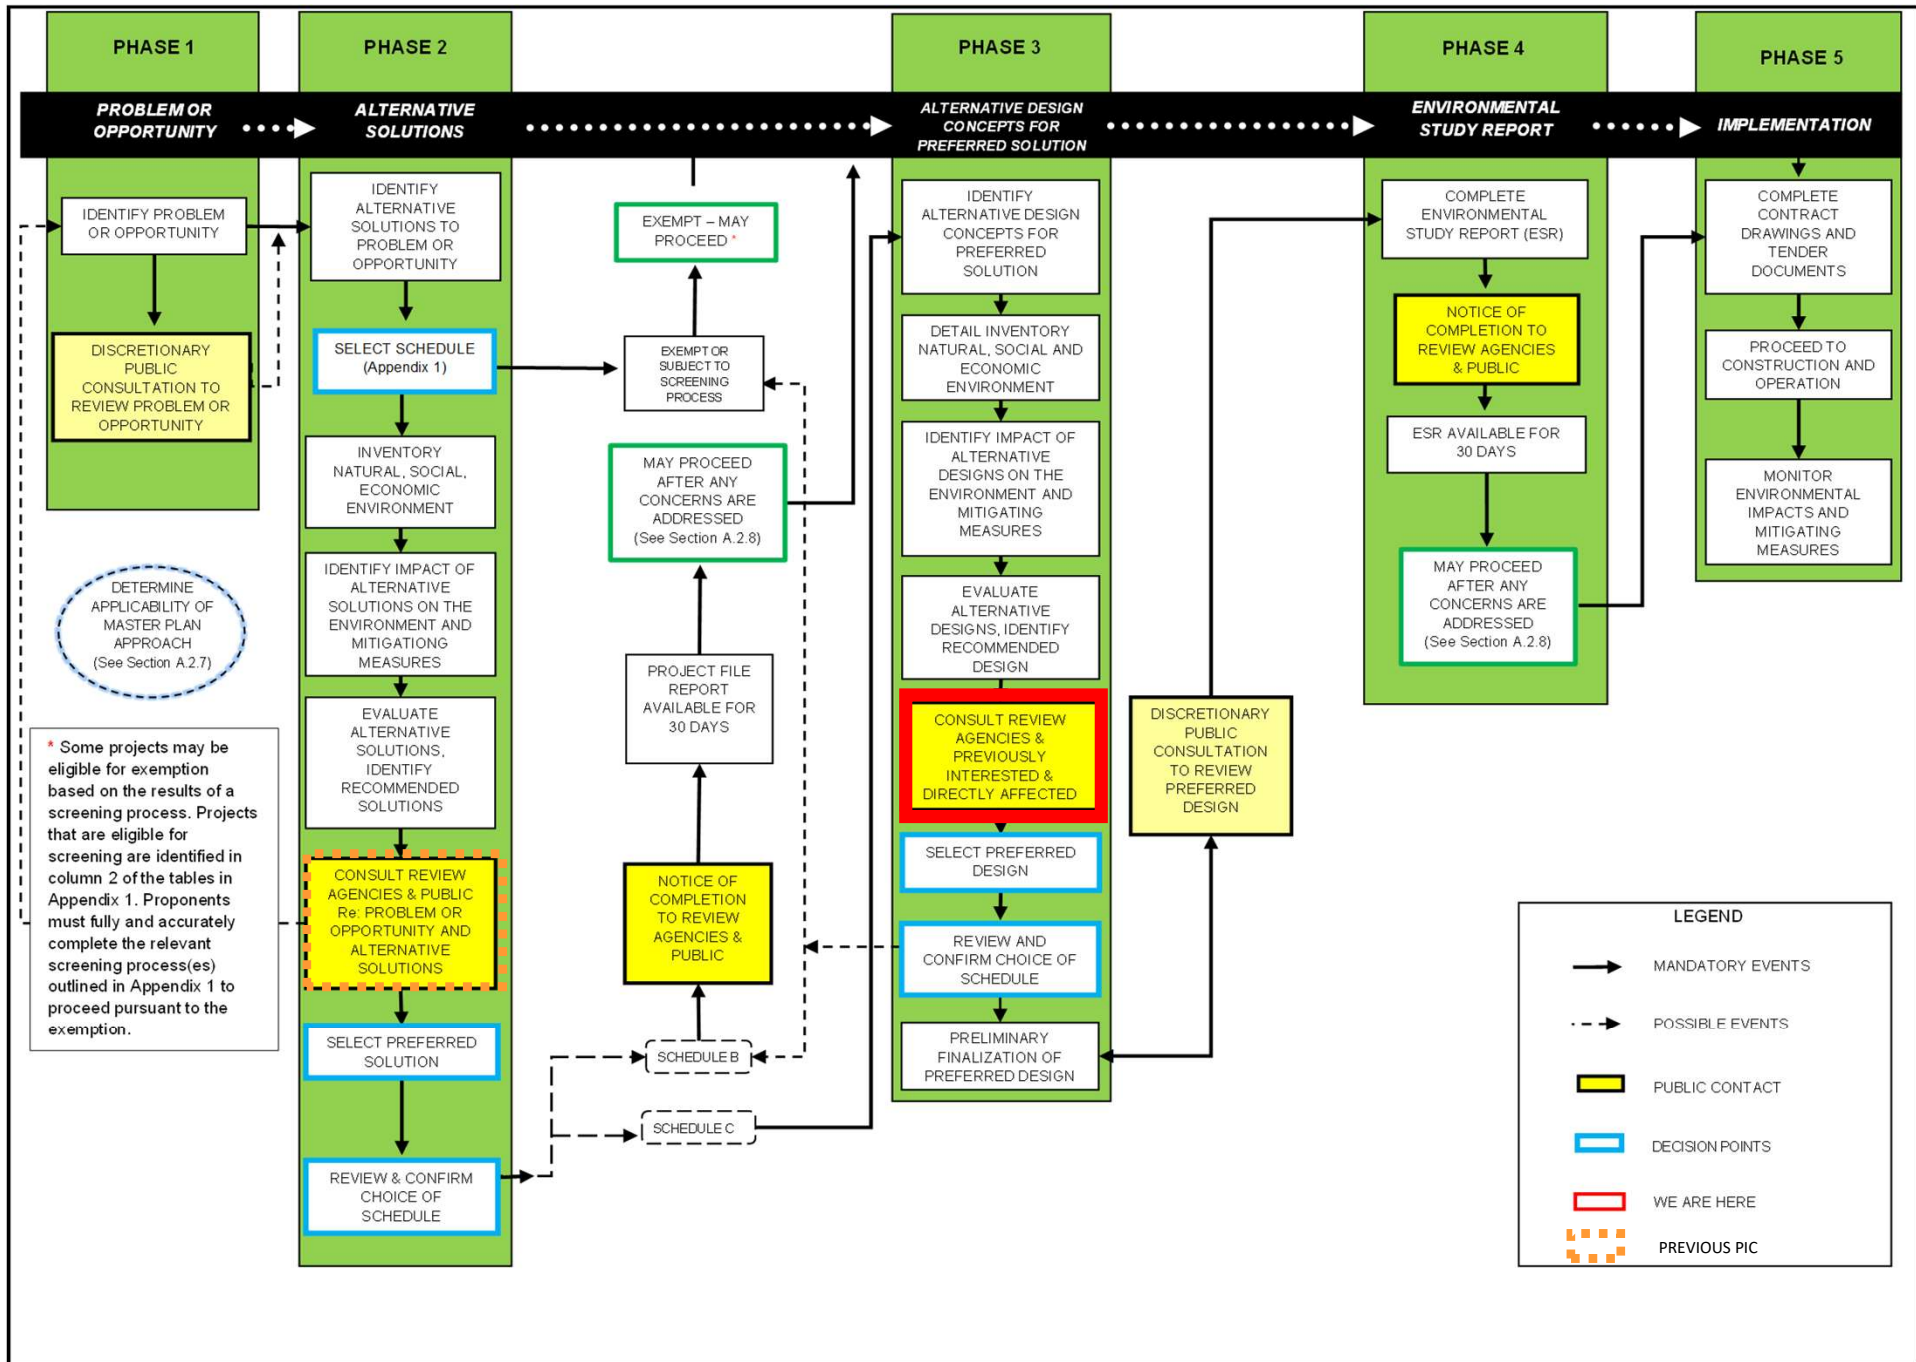 PHASE 1
PROBLEM OR
OPPORTUNITY
IDENTIFY PROBLEM
OR OPPORTUNITY
DISCRETIONARY
PUBLIC
CONSULTATION TO
REVIEW PROBLEM OR
OPPORTUNITY
DETERMINE
APPLICABILITY OF
MASTER PLAN
APPROACH
(See Section A.2.7)
* Some projects may be
eligible for exemption
based on the results of a
screening process. Projects
that are eligible for
screening are identified in
column 2 of the tables in
Appendix 1. Proponents
must fully and accurately
complete the relevant
screening process(es)
outlined in Appendix 1 to
proceed pursuant to the
exemption.
PHASE 2
ALTERNATIVE
SOLUTIONS
IDENTIFY
ALTERNATIVE
SOLUTIONS TO
PROBLEM OR
OPPORTUNITY
SELECT SCHEDULE
(Appendix 1)
INVENTORY
NATURAL, SOCIAL,
ECONOMIC
ENVIRONMENT
IDENTIFY IMPACT OF
ALTERNATIVE
SOLUTIONS ON THE
ENVIRONMENT AND
MITIGATIONG
MEASURES
EVALUATE
ALTERNATIVE
SOLUTIONS,
IDENTIFY
RECOMMENDED
SOLUTIONS
CONSULT REVIEW
AGENCIES & PUBLIC
Re: PROBLEM OR
OPPORTUNITY AND
ALTERNATIVE
SOLUTIONS
SELECT PREFERRED
SOLUTION
REVIEW & CONFIRM
CHOICE OF
SCHEDULE
EXEMPT – MAY
PROCEED *
EXEMPT OR
SUBJECT TO
SCREENING
PROCESS
MAY PROCEED
AFTER ANY
CONCERNS ARE
ADDRESSED
(See Section A.2.8)
PROJECT FILE
REPORT
AVAILABLE FOR
30 DAYS
NOTICE OF
COMPLETION
TO REVIEW
AGENCIES &
PUBLIC
SCHEDULE B
SCHEDULE C
PHASE 3
ALTERNATIVE DESIGN
CONCEPTS FOR
PREFERRED SOLUTION
IDENTIFY
ALTERNATIVE DESIGN
CONCEPTS FOR
PREFERRED
SOLUTION
DETAIL INVENTORY
NATURAL, SOCIAL AND
ECONOMIC
ENVIRONMENT
IDENTIFY IMPACT OF
ALTERNATIVE
DESIGNS ON THE
ENVIRONMENT AND
MITIGATING
MEASURES
EVALUATE
ALTERNATIVE
DESIGNS, IDENTIFY
RECOMMENDED
DESIGN
CONSULT REVIEW
AGENCIES &
PREVIOUSLY
INTERESTED &
DIRECTLY AFFECTED
SELECT PREFERRED
DESIGN
REVIEW AND
CONFIRM CHOICE OF
SCHEDULE
PRELIMINARY
FINALIZATION OF
PREFERRED DESIGN
DISCRETIONARY
PUBLIC
CONSULTATION
TO REVIEW
PREFERRED
DESIGN
PHASE 4
ENVIRONMENTAL
STUDY REPORT
COMPLETE
ENVIRONMENTAL
STUDY REPORT (ESR)
NOTICE OF
COMPLETION TO
REVIEW AGENCIES
& PUBLIC
ESR AVAILABLE FOR
30 DAYS
MAY PROCEED
AFTER ANY
CONCERNS ARE
ADDRESSED
(See Section A.2.8)
PHASE 5
IMPLEMENTATION
COMPLETE
CONTRACT
DRAWINGS AND
TENDER
DOCUMENTS
PROCEED TO
CONSTRUCTION AND
OPERATION
MONITOR
ENVIRONMENTAL
IMPACTS AND
MITIGATING
MEASURES
LEGEND
MANDATORY EVENTS
POSSIBLE EVENTS
PUBLIC CONTACT
DECISION POINTS
WE ARE HERE
PREVIOUS PIC